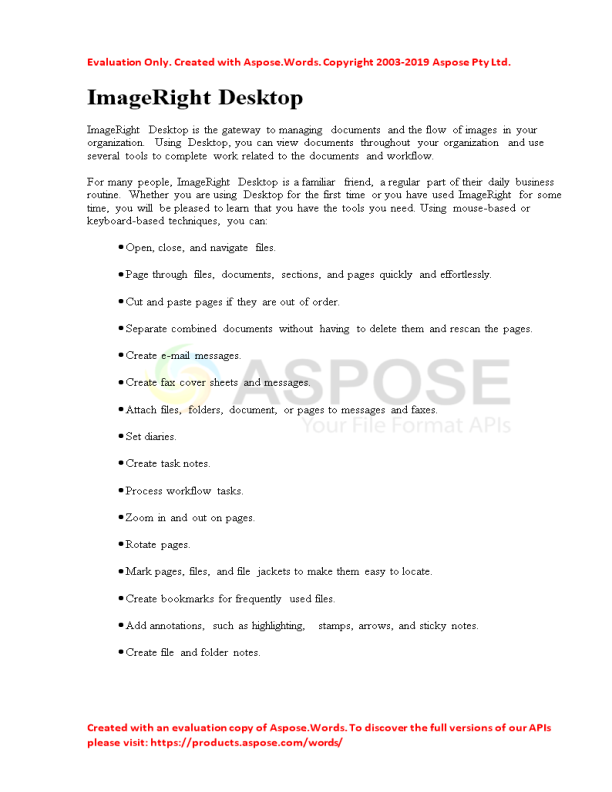 Evaluation Only. Created with Aspose.Words. Copyright 2003-2019 Aspose Pty Ltd.
ImageRight Desktop
ImageRight Desktop is the gateway to managing documents and the flow of images in your
organization. Using Desktop, you can view documents throughout your organization and use
several tools to complete work related to the documents and workflow.
For many people, ImageRight Desktop is a familiar friend, a regular part of their daily business
routine. Whether you are using Desktop for the first time or you have used ImageRight for some
time, you will be pleased to learn that you have the tools you need. Using mouse-based or
keyboard-based techniques, you can:
•Open, close, and navigate files.
•Page through files, documents, sections, and pages quickly and effortlessly.
•Cut and paste pages if they are out of order.
•Separate combined documents without having to delete them and rescan the pages.
•Create e-mail messages.
ASPOSE
•Create fax cover sheets and messages.
•Attach files, folders, document, or pages to messages and faxes.
Your File Format APIs
•Set diaries.
•Create task notes.
•Process workflow tasks.
•Zoom in and out on pages.
•Rotate pages.
•Mark pages, files, and file jackets to make them easy to locate.
•Create bookmarks for frequently used files.
•Add annotations, such as highlighting, stamps, arrows, and sticky notes.
•Create file and folder notes.
Created with an evaluation copy of Aspose.Words. To discover the full versions of our APIs
please visit: https://products.aspose.com/words/